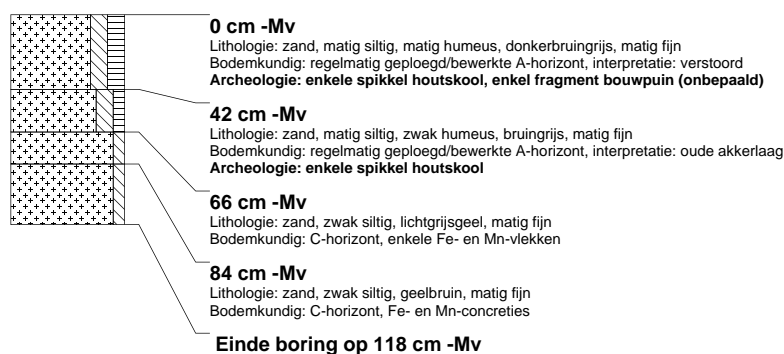 0 cm -Mv
Lithologie: zand, matig siltig, matig humeus, donkerbruingrijs, matig fijn
Bodemkundig: regelmatig geploegd/bewerkte A-horizont, interpretatie: verstoord
Archeologie: enkele spikkel houtskool, enkel fragment bouwpuin (onbepaald)
42 cm -Mv
Lithologie: zand, matig siltig, zwak humeus, bruingrijs, matig fijn
Bodemkundig: regelmatig geploegd/bewerkte A-horizont, interpretatie: oude akkerlaag
Archeologie: enkele spikkel houtskool
66 cm -Mv
Lithologie: zand, zwak siltig, lichtgrijsgeel, matig fijn
Bodemkundig: C-horizont, enkele Fe- en Mn-vlekken
84 cm -Mv
Lithologie: zand, zwak siltig, geelbruin, matig fijn
Bodemkundig: C-horizont, Fe- en Mn-concreties
Einde boring op 118 cm -Mv